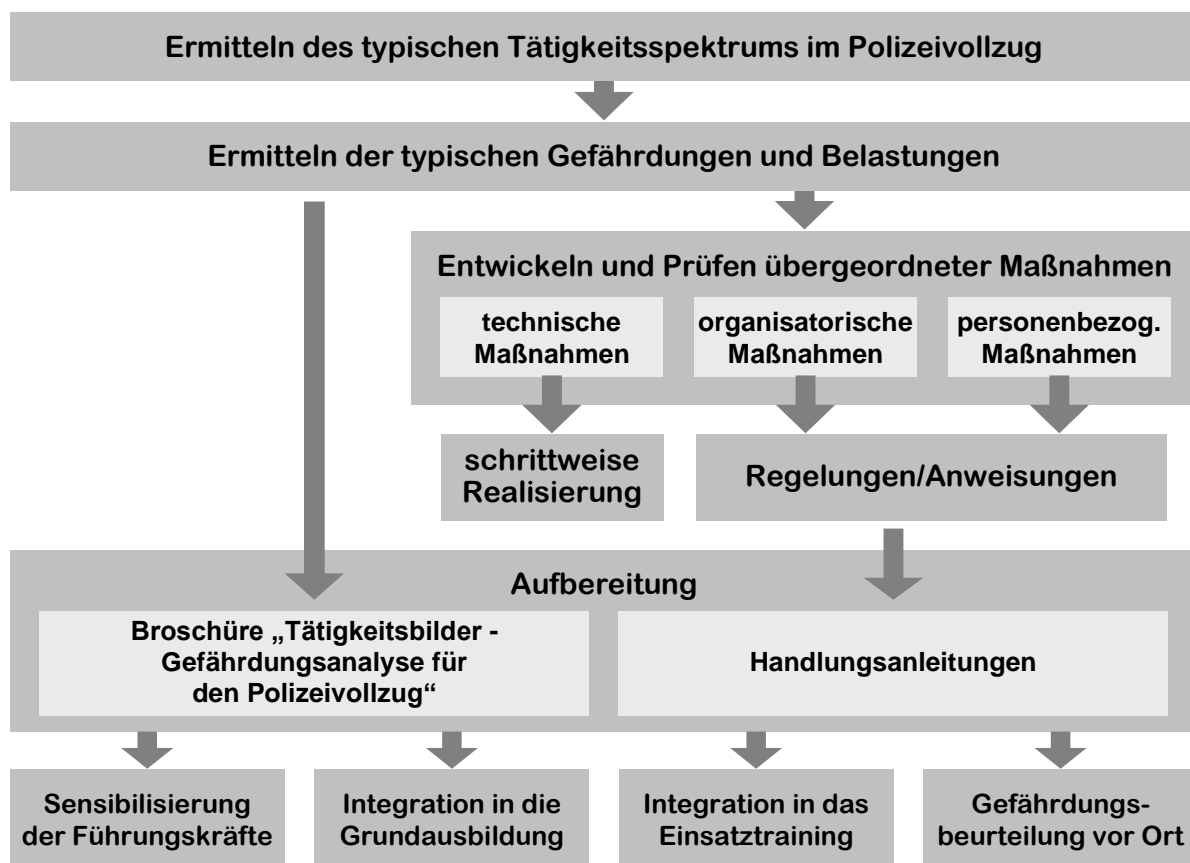 Ermitteln des typischen Tätigkeitsspektrums im Polizeivollzug
Ermitteln der typischen Gefährdungen und Belastungen
Entwickeln und Prüfen übergeordneter Maßnahmen
technische
Maßnahmen
organisatorische
Maßnahmen
personenbezog.
Maßnahmen
schrittweise
Realisierung
Regelungen/Anweisungen
Aufbereitung
Broschüre „Tätigkeitsbilder -
Gefährdungsanalyse für
den Polizeivollzug“
Handlungsanleitungen
Sensibilisierung
der Führungskräfte
Integration in die
Grundausbildung
Integration in das
Einsatztraining
Gefährdungs-
beurteilung vor Ort